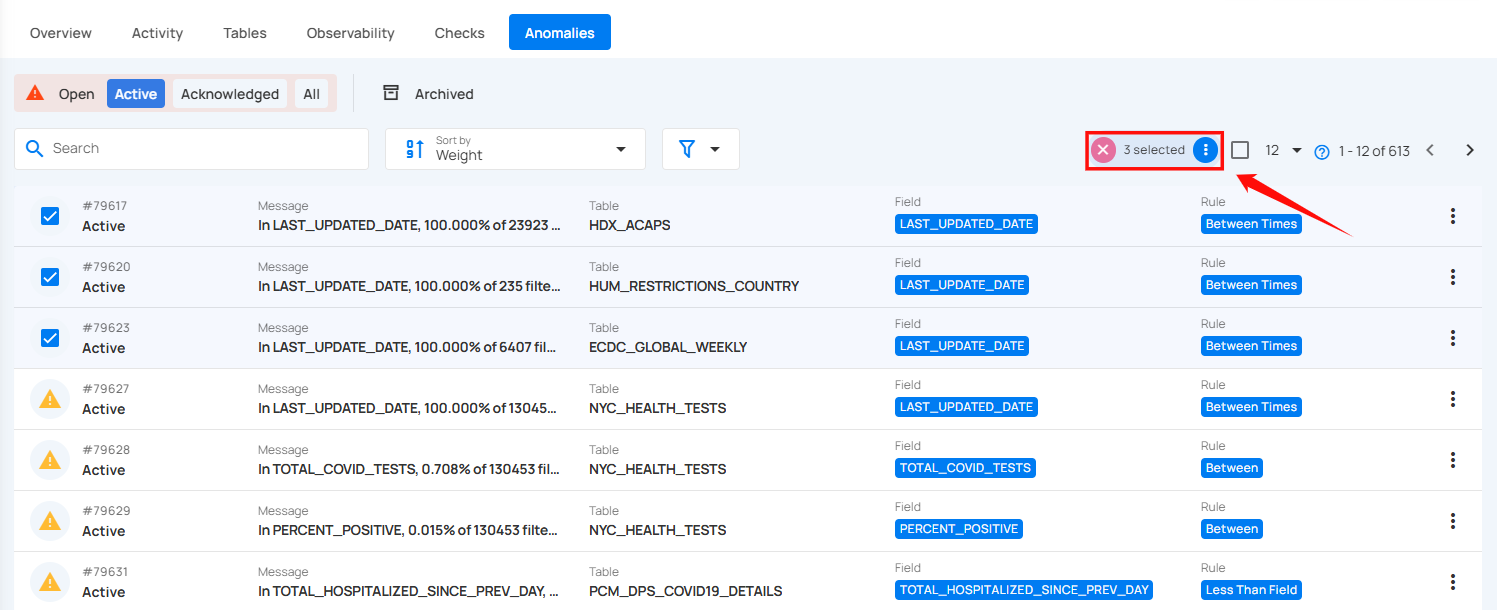 Overview Activity Tables Observability Checks Anomalies
Open Active Acknowledged All Archived
Search
Sort by
Weight
3 selected 12 1 - 12 of 613
#79617 Message Table Field Rule
Active In LAST_UPDATED_DATE, 100.000% of 23923 ... HDX_ACAPS LAST_UPDATED_DATE Between Times
#79620 Message Table Field Rule
Active In LAST_UPDATE_DATE, 100.000% of 235 filte... HUM_RESTRICTIONS_COUNTRY LAST_UPDATE_DATE Between Times
#79623 Message Table Field Rule
Active In LAST_UPDATE_DATE, 100.000% of 6407 fil... ECDC_GLOBAL_WEEKLY LAST_UPDATE_DATE Between Times
#79627 Message Table Field Rule
Active In LAST_UPDATED_DATE, 100.000% of 13045... NYC_HEALTH_TESTS LAST_UPDATED_DATE Between Times
#79628 Message Table Field Rule
Active In TOTAL_COVID_TESTS, 0.708% of 130453 fil... NYC_HEALTH_TESTS TOTAL_COVID_TESTS Between
#79629 Message Table Field Rule
Active In PERCENT_POSITIVE, 0.015% of 130453 filte... NYC_HEALTH_TESTS PERCENT_POSITIVE Between
#79631 Message Table Field Rule
Active In TOTAL_HOSPITALIZED_SINCE_PREV_DAY, ... PCM_DPS_COVID19_DETAILS TOTAL_HOSPITALIZED_SINCE_PREV_DAY Less Than Field